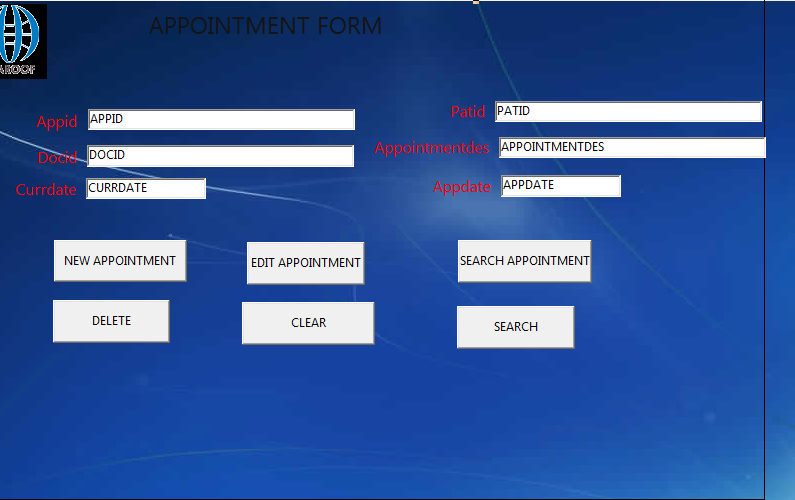 APPOINTMENT FORM
Appid APPID
Patid PATID
Docid DOCID
Appointmentdes APPOINTMENTDES
Currdate CURRDATE
Appdate APPDATE
NEW APPOINTMENT EDIT APPOINTMENT SEARCH APPOINTMENT
DELETE CLEAR SEARCH